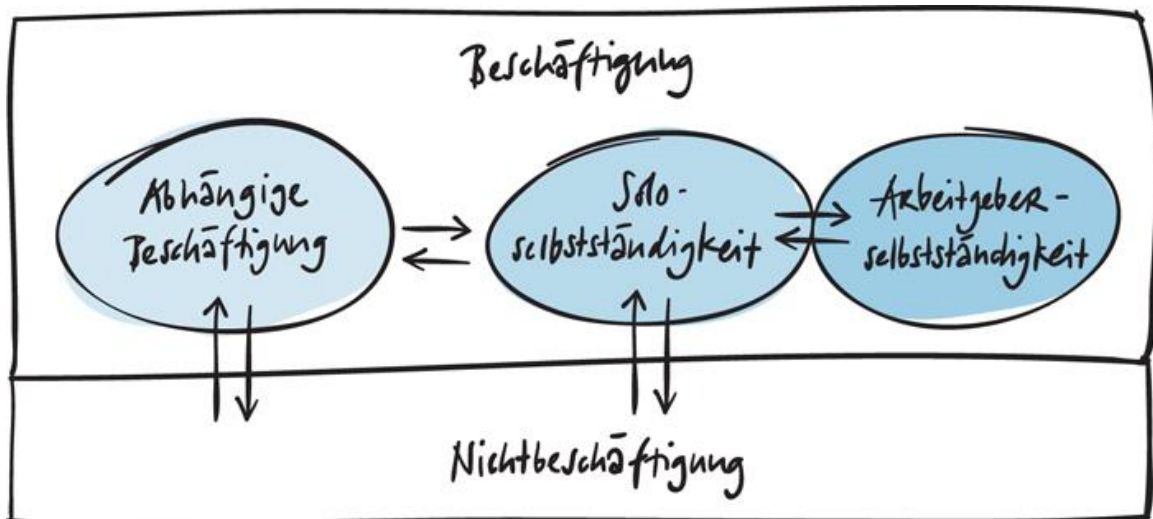 Beschäftigung
Abhängige
Beschäftigung
Solo-
selbstständigkeit
Arbeitgeber-
selbstständigkeit
Nichtbeschäftigung